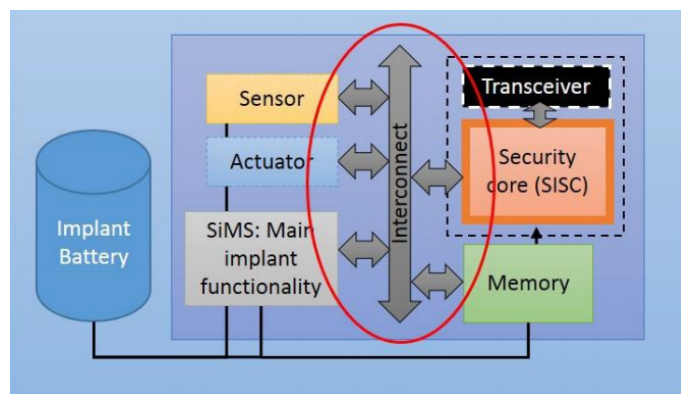 Sensor
Actuator
SiMS: Main
implant
functionality
Implant
Battery
Interconnect
Transceiver
Security
core (SISC)
Memory